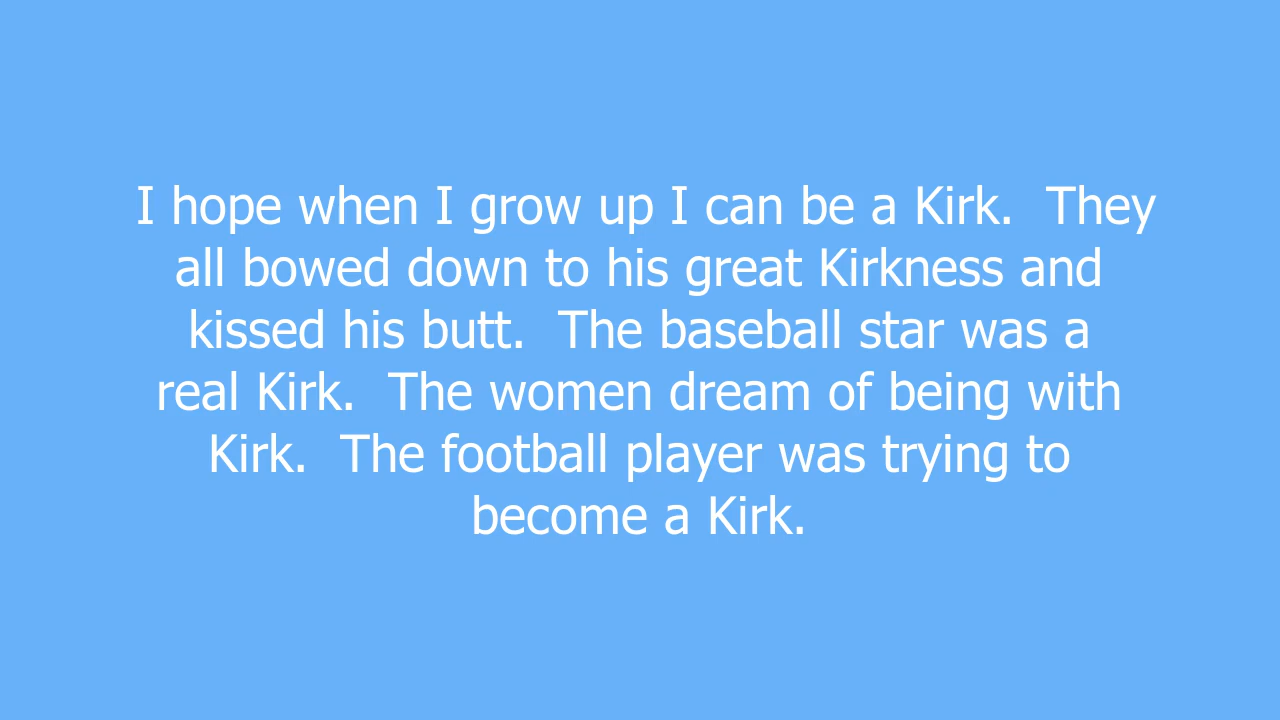 I hope when I grow up I can be a Kirk.  They
all bowed down to his great Kirkness and
kissed his butt.  The baseball star was a
real Kirk.  The women dream of being with
Kirk.  The football player was trying to
become a Kirk.